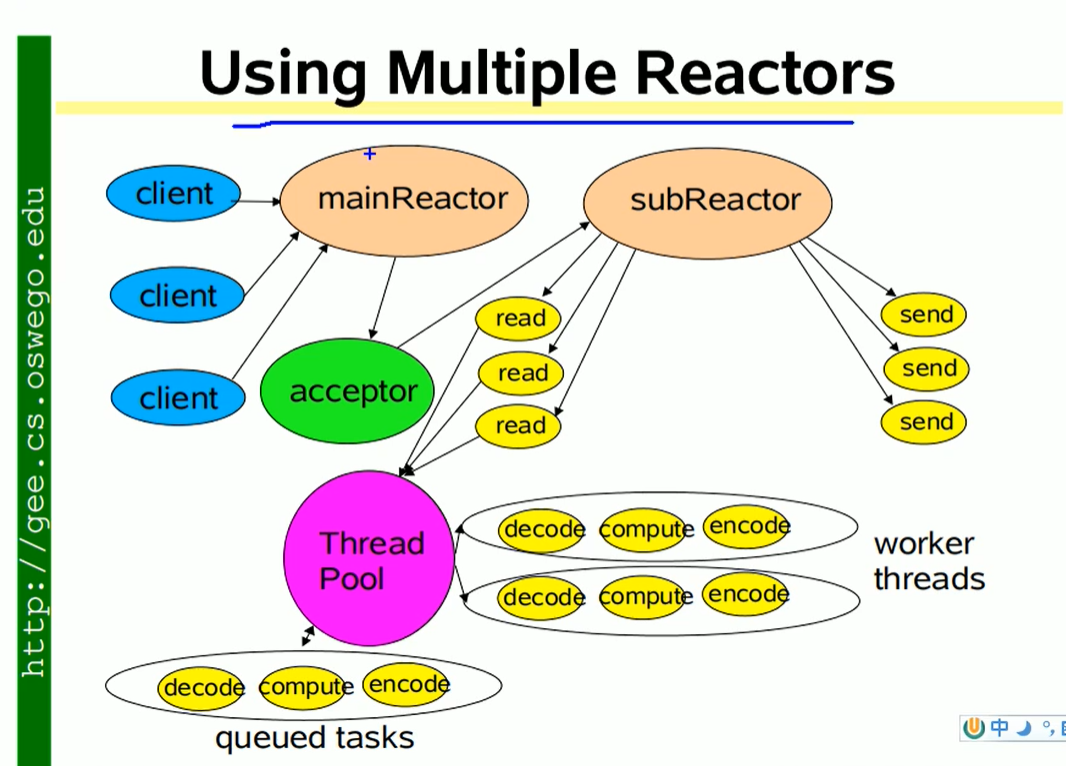 Using Multiple Reactors
http://gee.cs.oswego.edu
client
mainReactor
subReactor
client
client
acceptor
read
read
read
send
send
send
Thread
Pool
decode compute encode
decode compute encode
worker
threads
decode compute encode
queued tasks
中